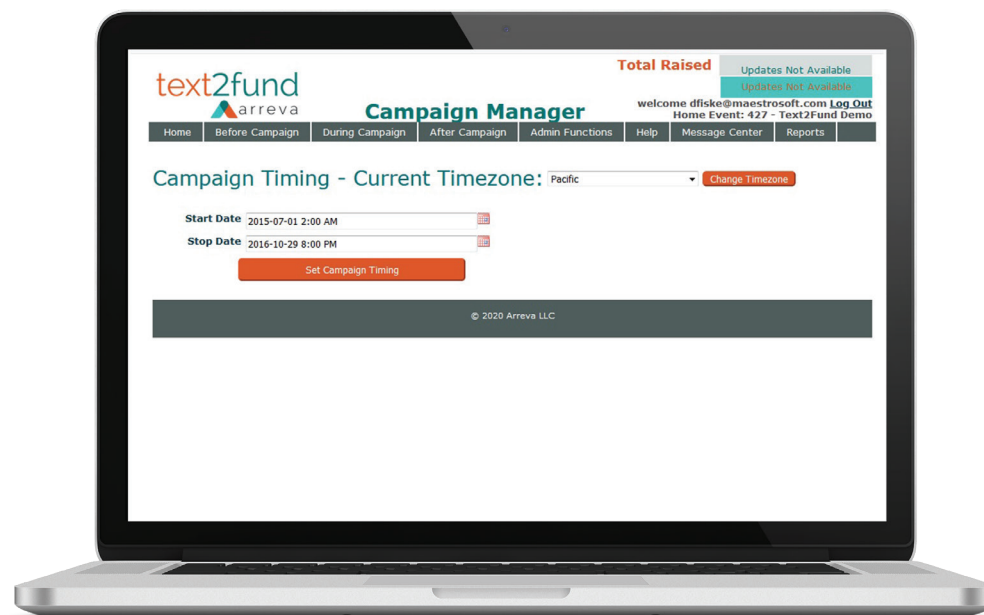 text2fund
arreva
Campaign Manager
Total Raised
Updates Not Available
Updates Not Available
welcome dfiske@maestrosoft.com Log Out
Home Event: 427 - Text2Fund Demo
Home Before Campaign During Campaign After Campaign Admin Functions Help Message Center Reports
Campaign Timing - Current Timezone: Pacific Change Timezone
Start Date 2015-07-01 2:00 AM
Stop Date 2016-10-29 8:00 PM
Set Campaign Timing
© 2020 Arreva LLC